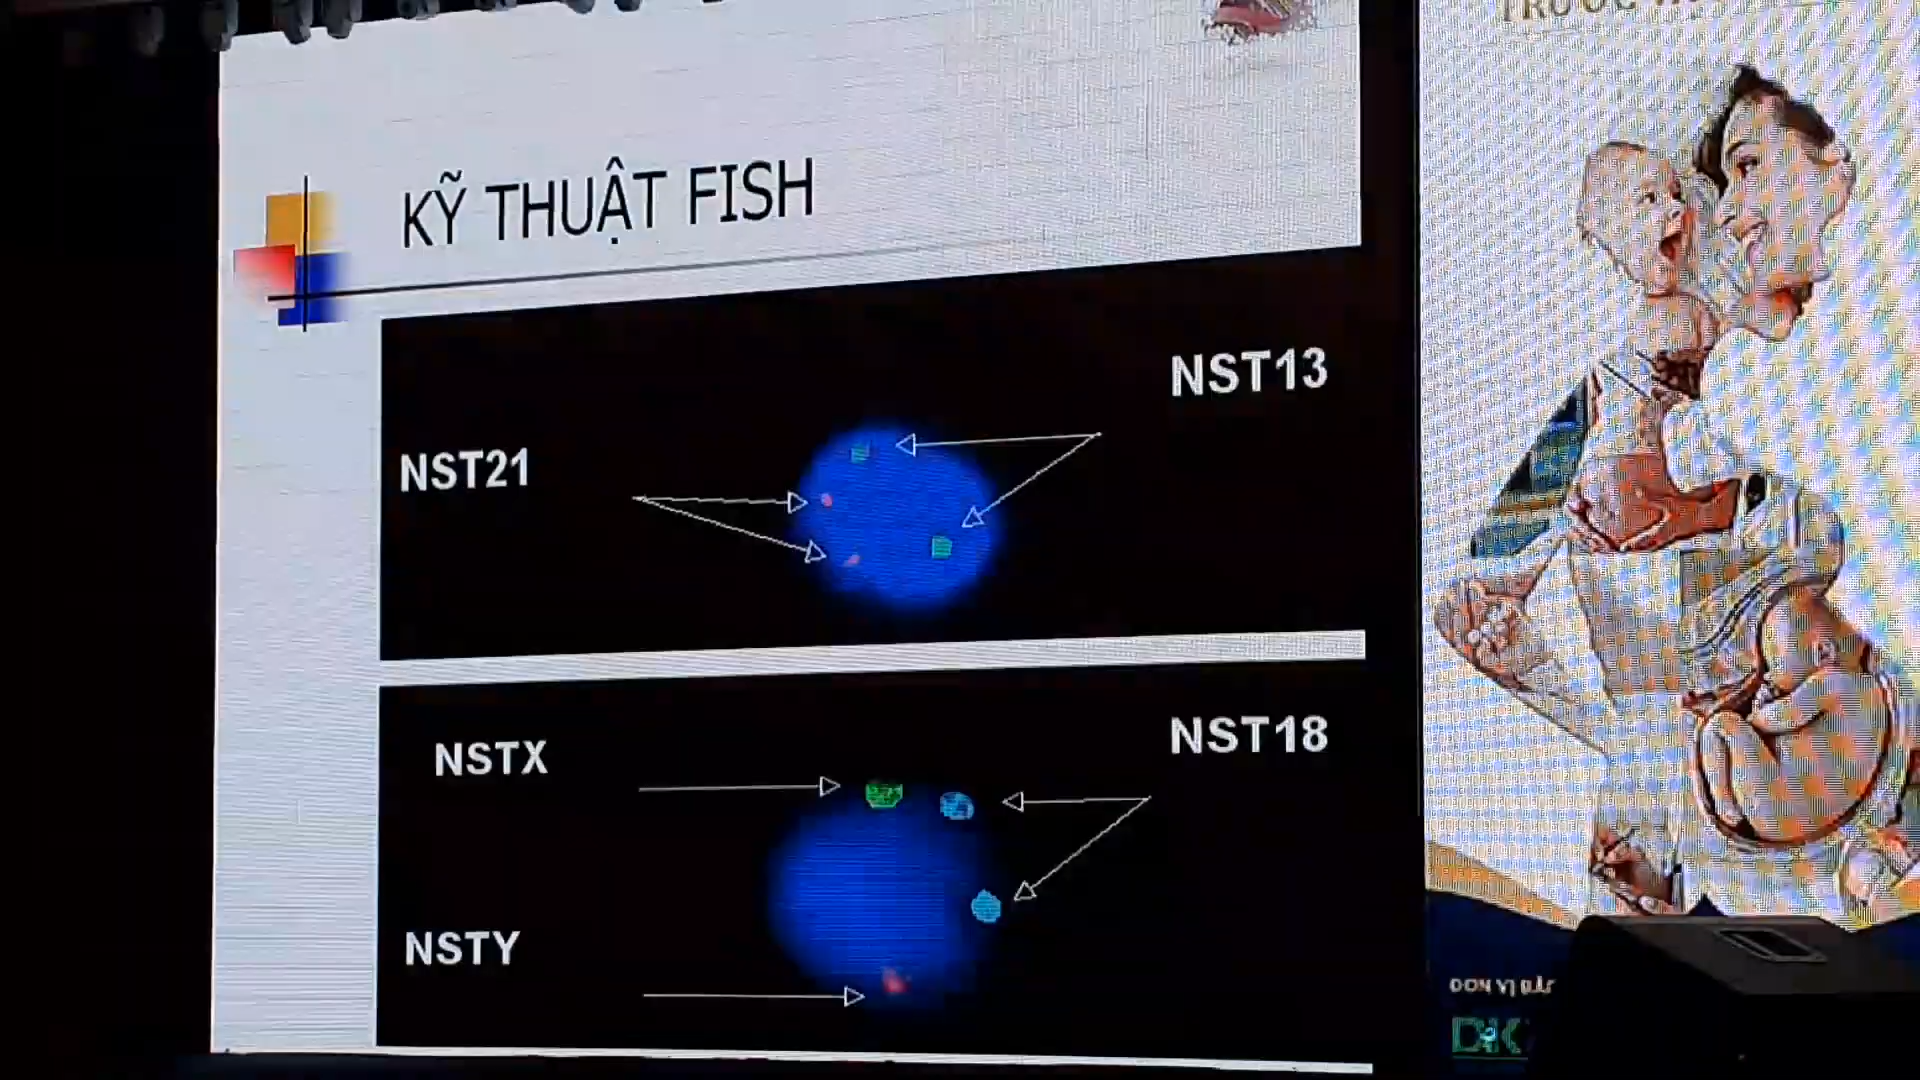 KỸ THUẬT FISH
NST13
NST21
NST18
NSTX
NSTY